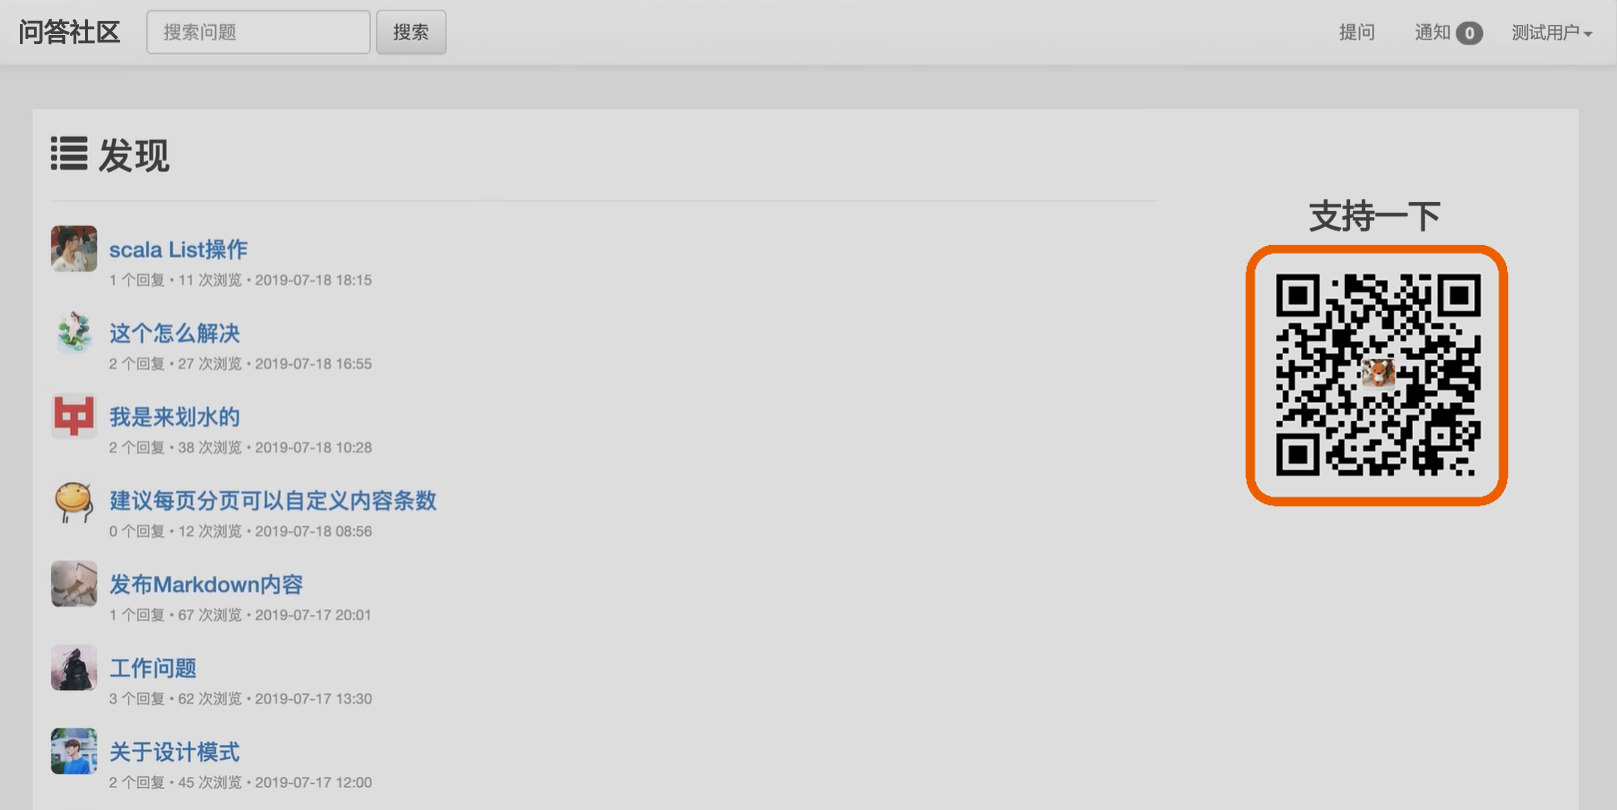 问答社区 搜索问题 搜索 提问 通知 0 测试用户
发现
支持一下
scala List操作
1 个回复 • 11 次浏览 • 2019-07-18 18:15
这个怎么解决
2 个回复 • 27 次浏览 • 2019-07-18 16:55
我是来划水的
2 个回复 • 38 次浏览 • 2019-07-18 10:28
建议每页分页可以自定义内容条数
0 个回复 • 12 次浏览 • 2019-07-18 08:56
发布Markdown内容
1 个回复 • 67 次浏览 • 2019-07-17 20:01
工作问题
3 个回复 • 62 次浏览 • 2019-07-17 13:30
关于设计模式
2 个回复 • 45 次浏览 • 2019-07-17 12:00